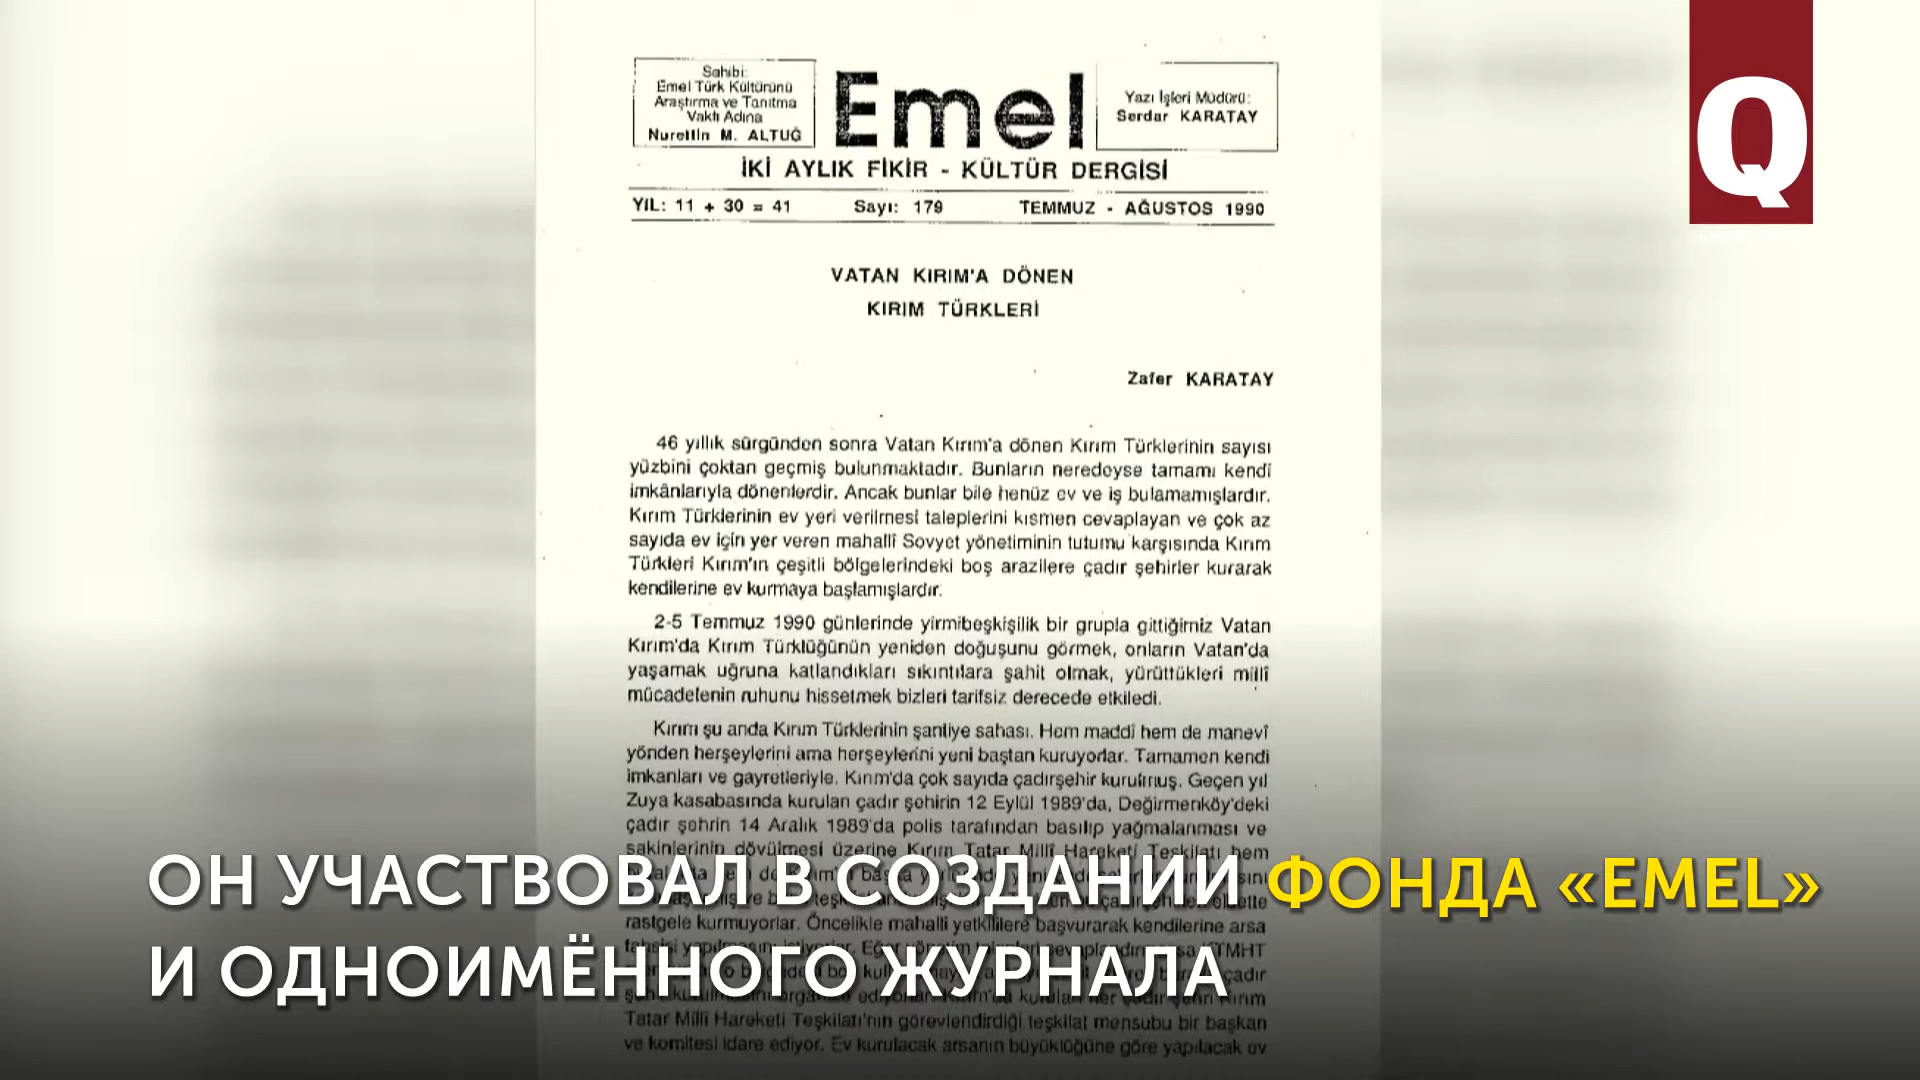 Sahibi:
Emel Türk Kültürünü
Araştırma ve Tanıtma
Vakfı Adına
Nurettin M. ALTUĞ
Emel
Yazı İşleri Müdürü:
Serdar KARATAY
İKİ AYLIK FİKİR - KÜLTÜR DERGİSİ
YIL: 11 + 30 = 41 Sayı: 179 TEMMUZ - AĞUSTOS 1990
VATAN KIRIM'A DÖNEN
KIRIM TÜRKLERİ
Zafer KARATAY
46 yıllık sürgünden sonra Vatan Kırım'a dönen Kırım Türklerinin sayısı
yüzbini çoktan geçmiş bulunmaktadır. Bunların neredeyse tamamı kendi
imkânlarıyla dönenlerdir. Ancak bunlar bile henüz ev ve iş bulamamışlardır.
Kırım Türklerinin ev yeri verilmesi taleplerini kısmen cevaplayan ve çok az
sayıda ev için yer veren mahallî Sovyet yönetiminin tutumu karşısında Kırım
Türkleri Kırım'ın çeşitli bölgelerindeki boş arazilere çadır şehirler kurarak
kendilerine ev kurmaya başlamışlardır.
2-5 Temmuz 1990 günlerinde yirmibeşkişilik bir grupla gittiğimiz Vatan
Kırım'da Kırım Türklüğünün yeniden doğuşunu görmek, onların Vatan'da
yaşamak uğruna katlandıkları sıkıntılara şahit olmak, yürüttükleri millî
mücadelenin ruhunu hissetmek bizleri tarifsiz derecede etkiledi.
Kırım şu anda Kırım Türklerinin şantiye sahası. Hem maddî hem de manevî
yönden herşeylerini ama herşeylerini yeni baştan kuruyorlar. Tamamen kendi
imkanları ve gayretleriyle. Kırım'da çok sayıda çadırşehir kurulmuş. Geçen yıl
Zuya kasabasında kurulan çadır şehirin 12 Eylül 1989'da, Değirmenköy'deki
çadır şehrin 14 Aralık 1989'da polis tarafından basılıp yağmalanması ve
sakinlerinin dövülmesi üzerine Kırım Tatar Millî Hareketi Teşkilatı hem
ОН УЧАСТВОВАЛ В СОЗДАНИИ ФОНДА «EMEL»
rastgele kurmuyorlar. Öncelikle mahalli yetkililere başvurarak kendilerine arsa
И ОДНОИМЁННОГО ЖУРНАЛА
Tatar Millî Hareketi Teşkilatı'nın görevlendirdiği teşkilat mensubu bir başkan
ve komitesi idare ediyor. Ev kurulacak arsanın büyüklüğüne göre yapılacak ev
Q